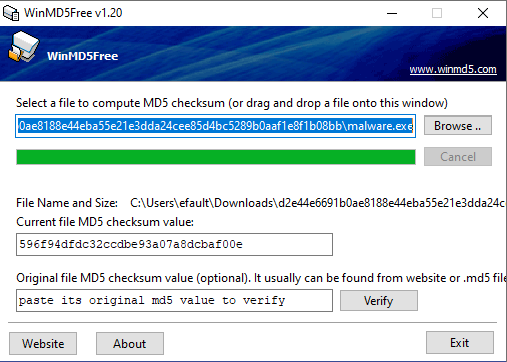 WinMD5Free v1.20
WinMD5Free
www.winmd5.com
Select a file to compute MD5 checksum (or drag and drop a file onto this window)
0ae8188e44eba55e21e3dda24cee85d4bc5289b0aaf1e8f1b08bb\malware.exe
Browse ..
Cancel
File Name and Size: C:\Users\efault\Downloads\d2e44e6691b0ae8188e44eba55e21e3dda24c
Current file MD5 checksum value:
596f94dfdc32ccdbe93a07a8dcbaf00e
Original file MD5 checksum value (optional). It usually can be found from website or .md5 file
paste its original md5 value to verify
Verify
Website
About
Exit